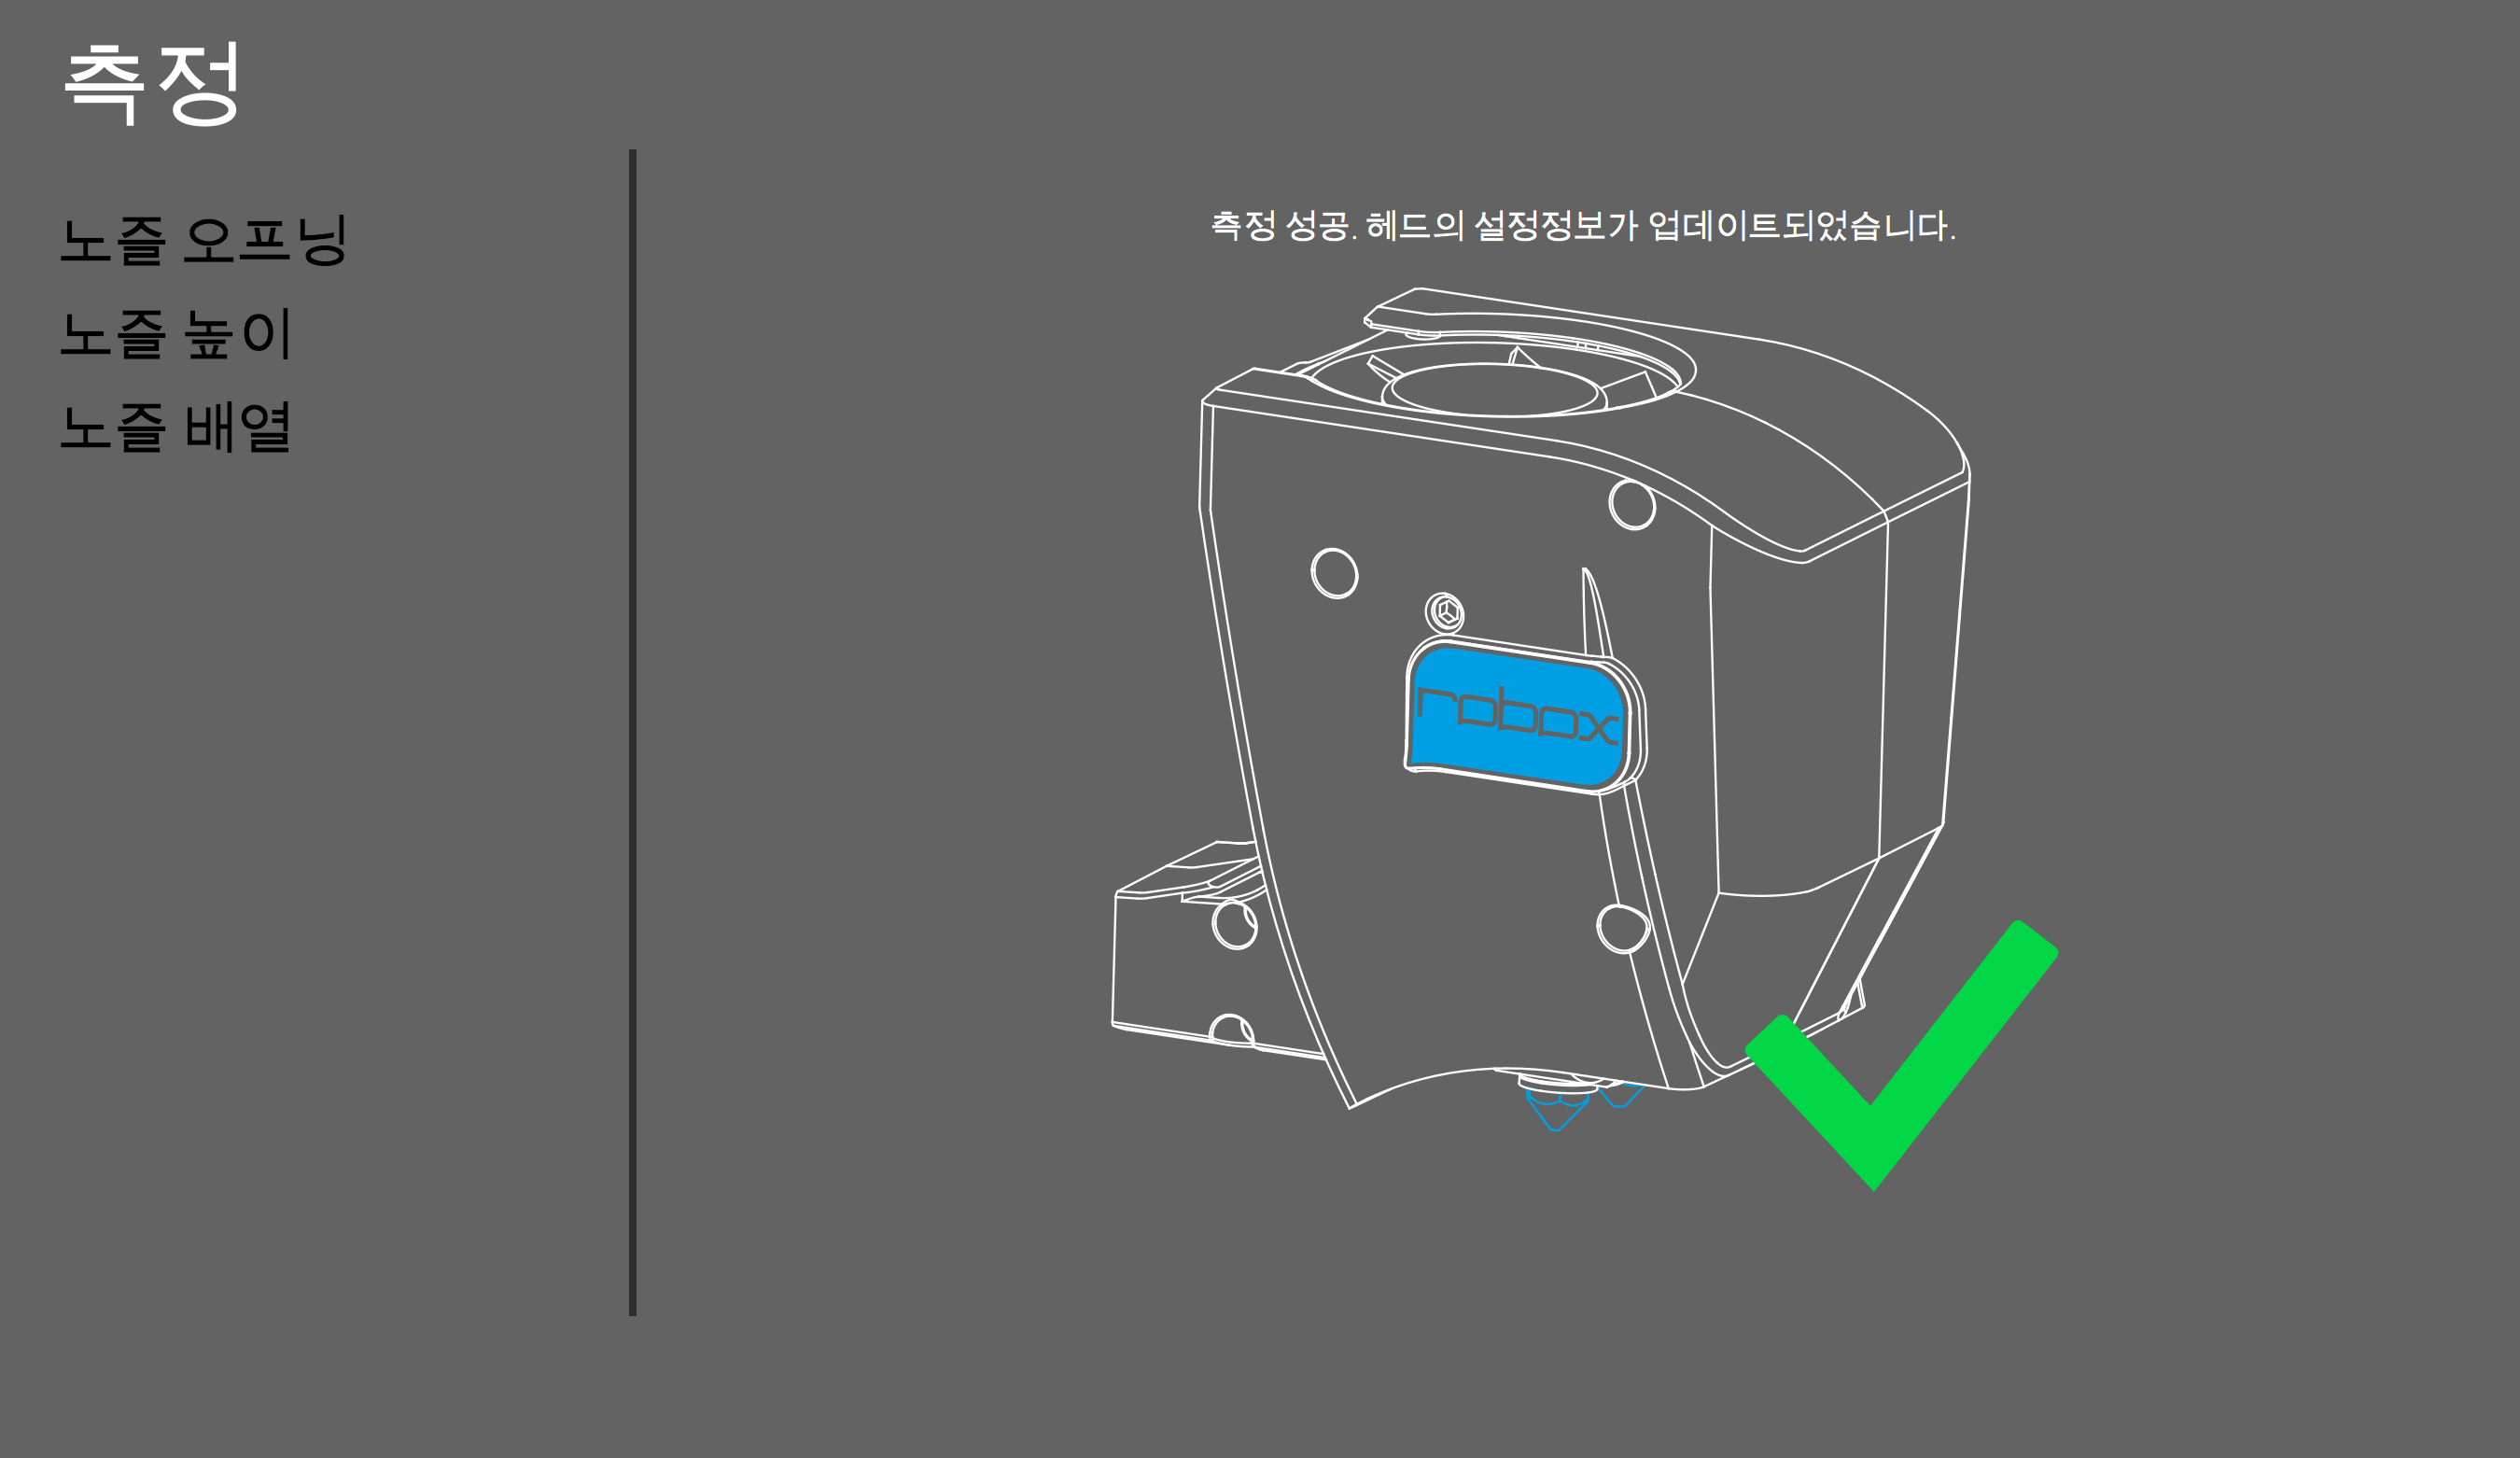 측정
노즐 오프닝
노즐 높이
노즐 배열
측정 성공. 헤드의 설정정보가 업데이트되었습니다.
robox